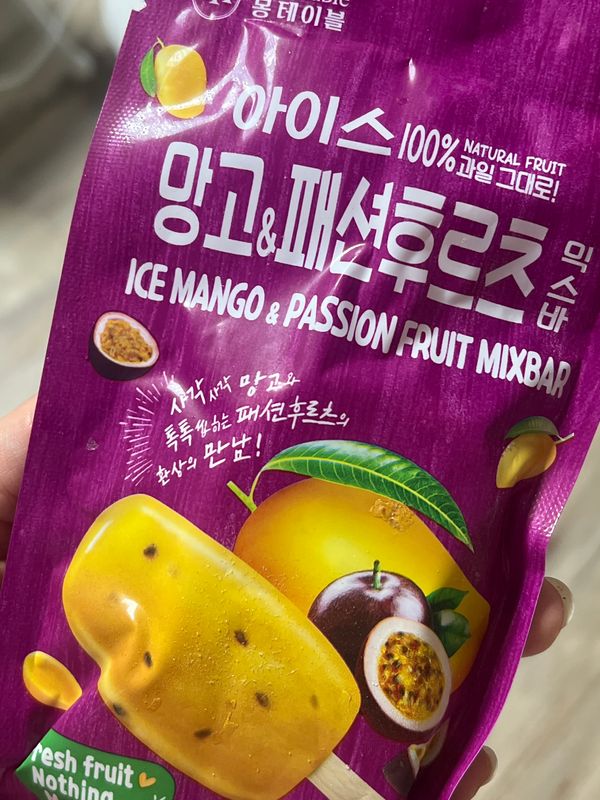 몽테이블
아이스
100% NATURAL FRUIT
과일 그대로!
망고&패션후르츠
믹스바
ICE MANGO & PASSION FRUIT MIXBAR
사각사각 망고와
톡톡 씹히는 패션후르츠의
환상의 만남!
resh fruit
Nothing